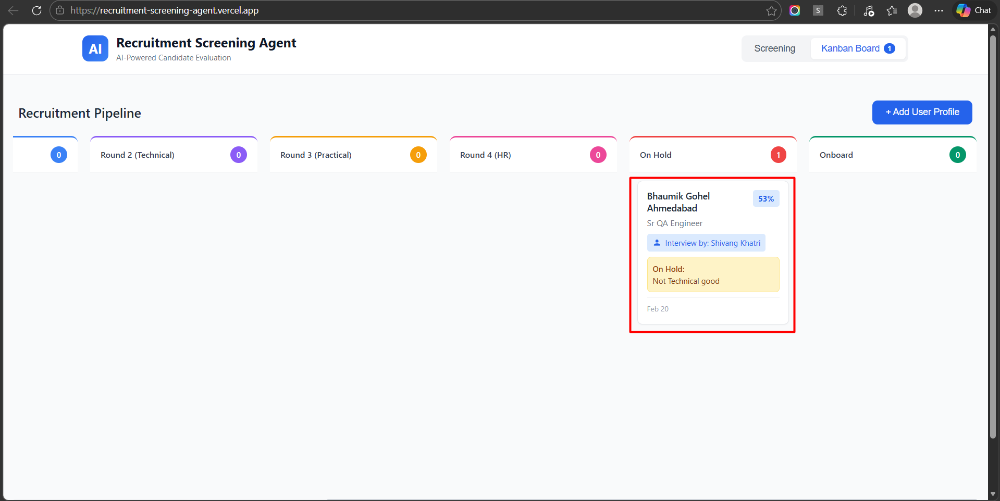 https://recruitment-screening-agent.vercel.app
S
Chat
AI
Recruitment Screening Agent
AI-Powered Candidate Evaluation
Screening
Kanban Board 1
Recruitment Pipeline
+ Add User Profile
0
Round 2 (Technical) 0
Round 3 (Practical) 0
Round 4 (HR) 0
On Hold 1
Onboard 0
Bhaumik Gohel
Ahmedabad
53%
Sr QA Engineer
Interview by: Shivang Khatri
On Hold:
Not Technical good
Feb 20